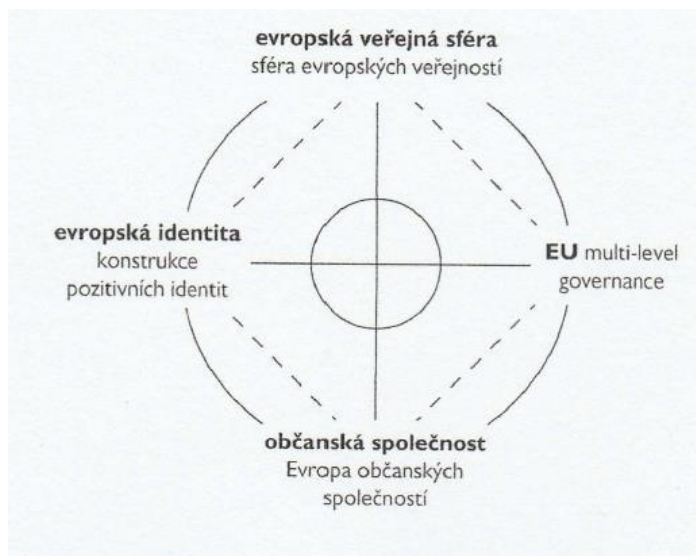 evropská veřejná sféra
sféra evropských veřejností
evropská identita
konstrukce
pozitivních identit
EU multi-level
governance
občanská společnost
Evropa občanských
společností